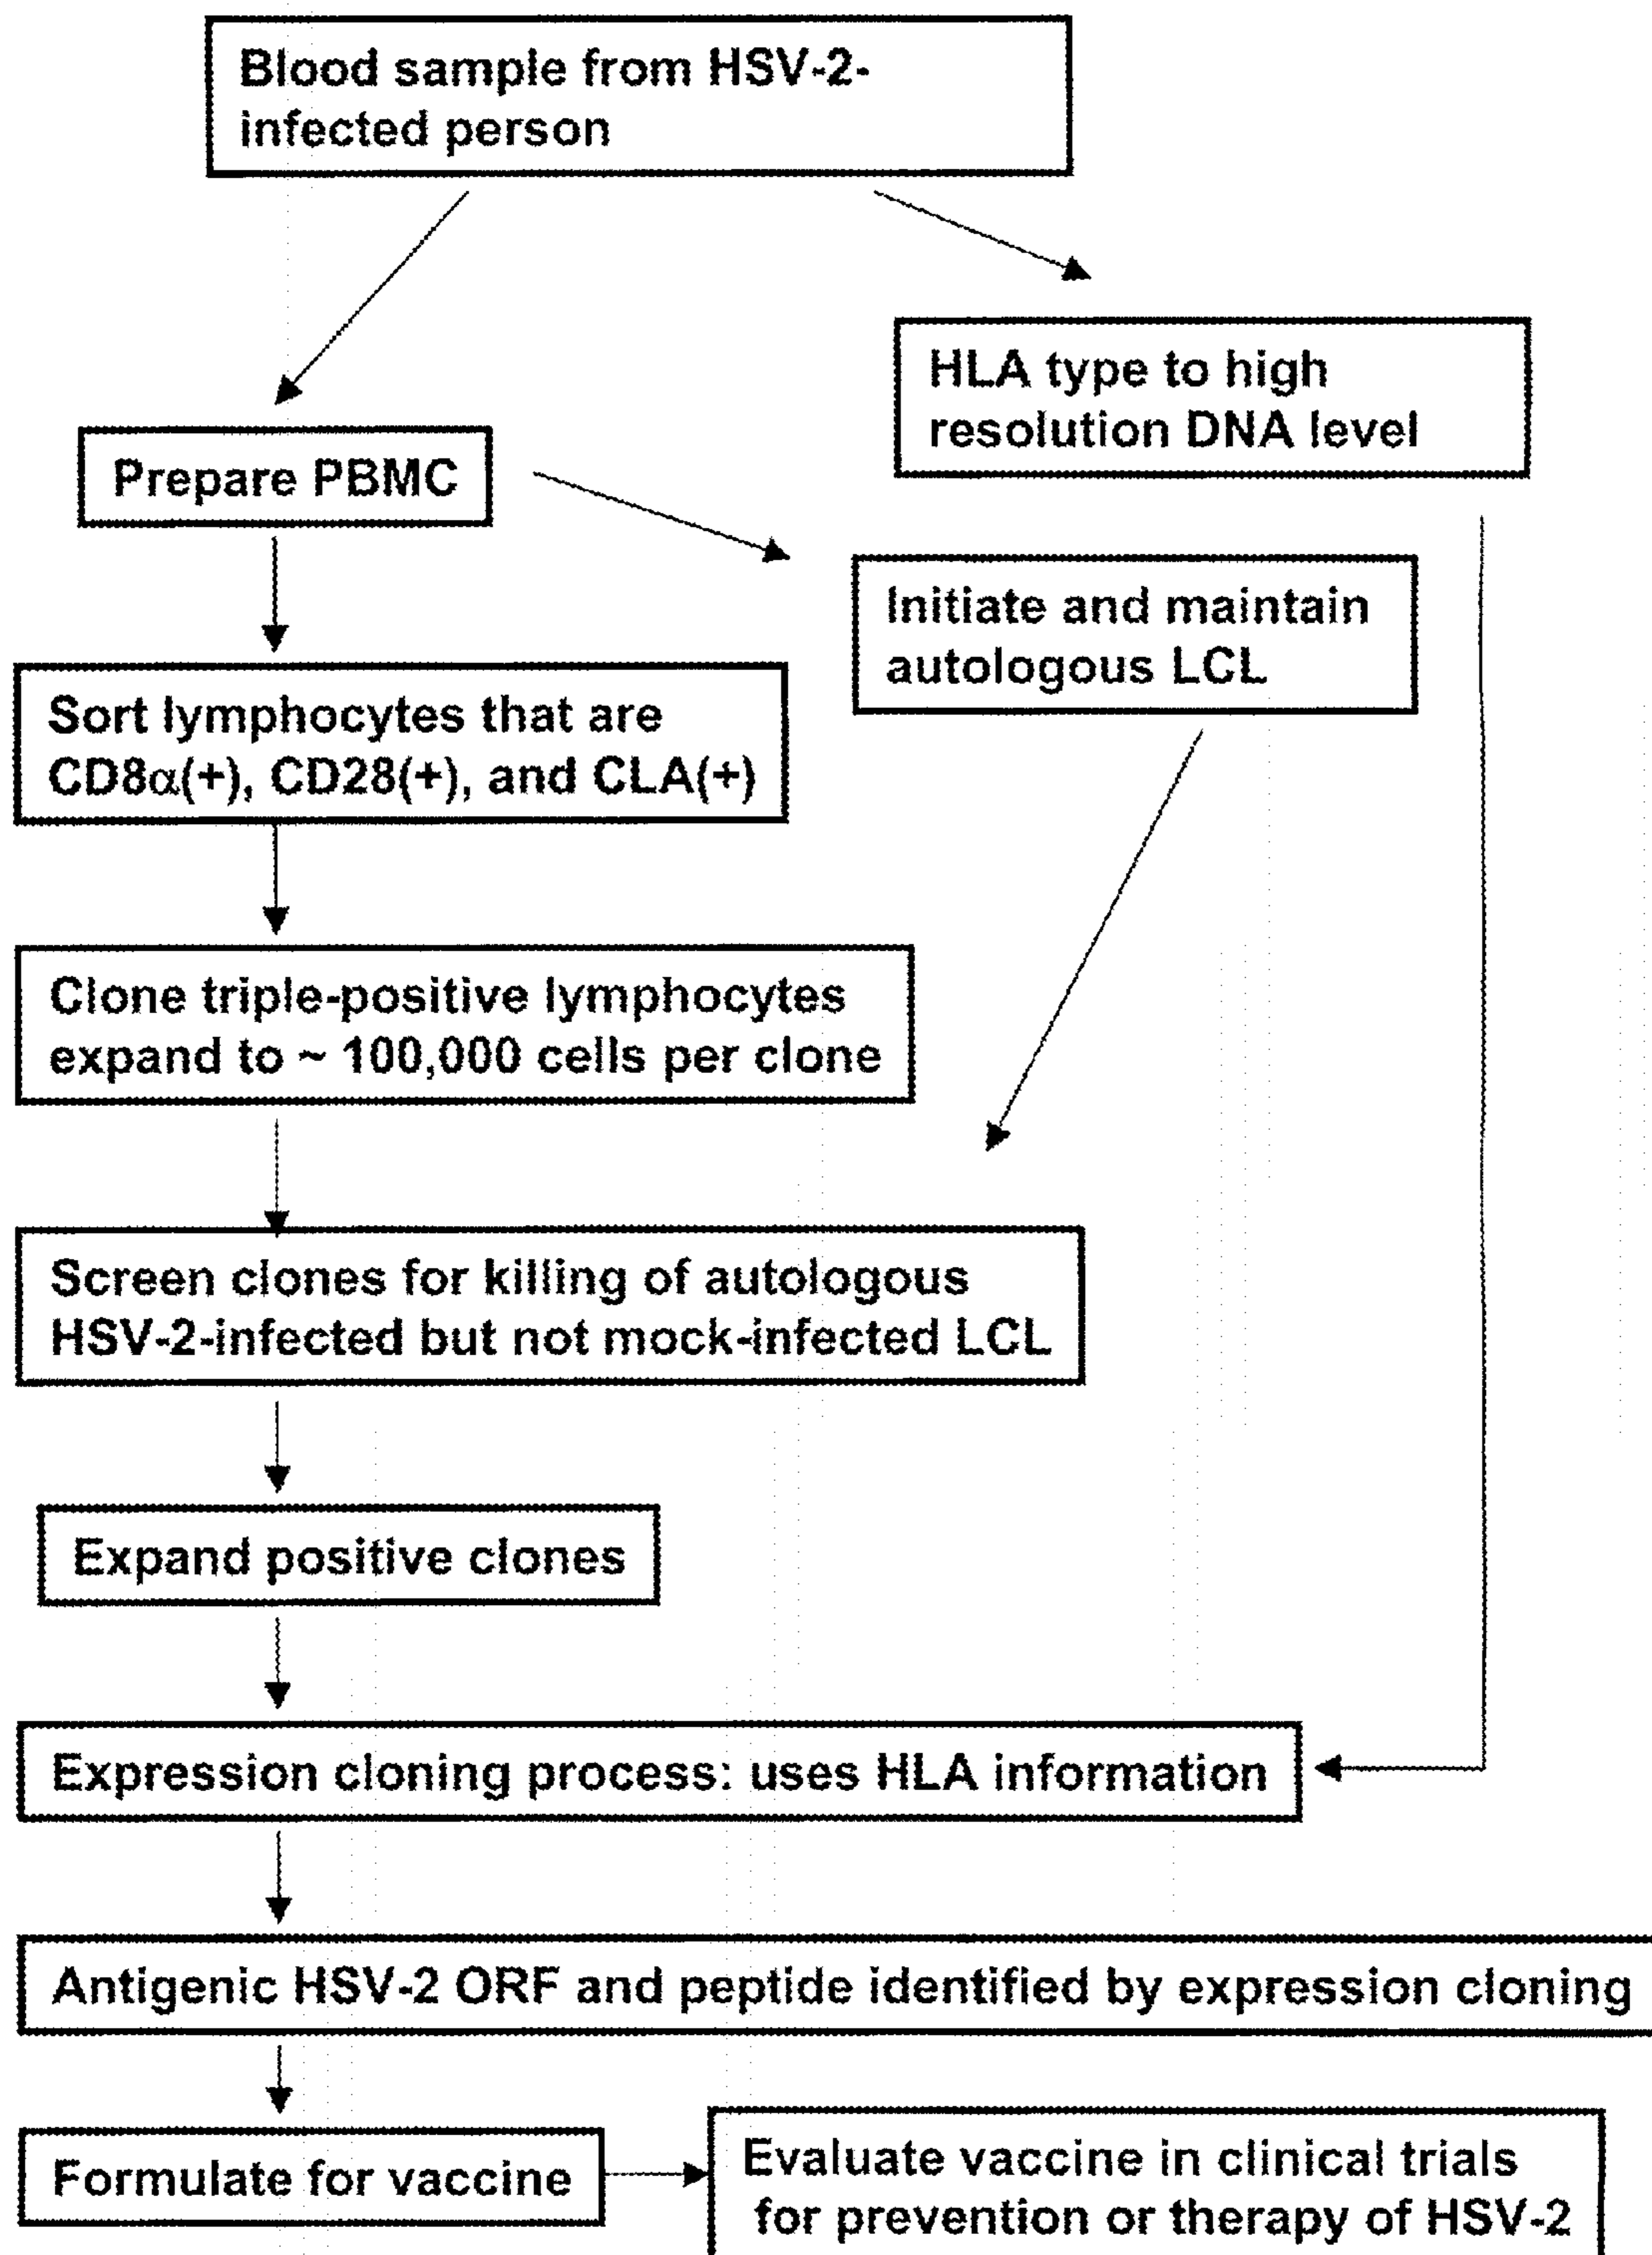 Blood sample from HSV-2-
infected person
HLA type to high
resolution DNA level
Prepare PBMC
Initiate and maintain
autologous LCL
Sort lymphocytes that are
CD8α(+), CD28(+), and CLA(+)
Clone triple-positive lymphocytes
expand to ~ 100,000 cells per clone
Screen clones for killing of autologous
HSV-2-infected but not mock-infected LCL
Expand positive clones
Expression cloning process: uses HLA information
Antigenic HSV-2 ORF and peptide identified by expression cloning
Formulate for vaccine
Evaluate vaccine in clinical trials
for prevention or therapy of HSV-2